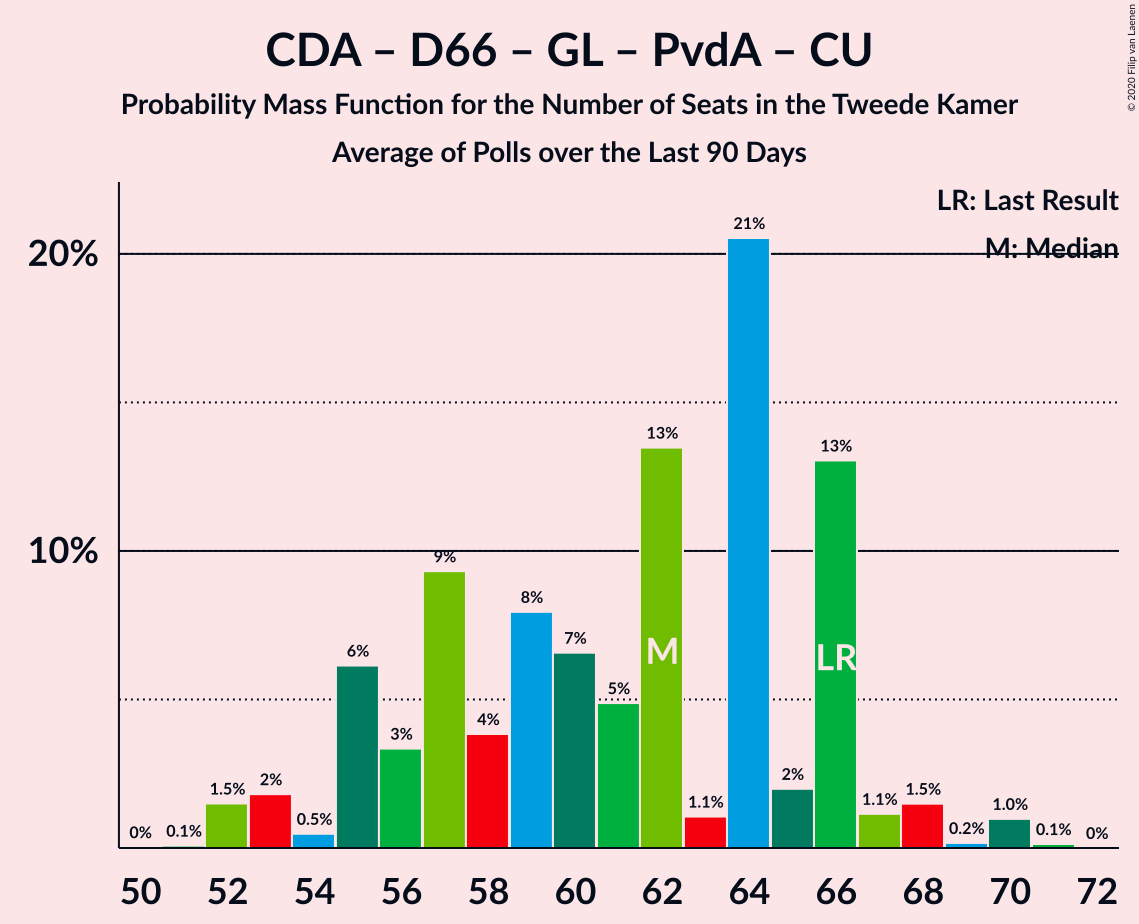 CDA – D66 – GL – PvdA – CU
Probability Mass Function for the Number of Seats in the Tweede Kamer
Average of Polls over the Last 90 Days
© 2020 Filip van Laenen
LR: Last Result
M: Median
20%
10%
0%
0.1%
1.5%
2%
0.5%
6%
3%
9%
4%
8%
7%
5%
13%
1.1%
21%
2%
13%
1.1%
1.5%
0.2%
1.0%
0.1%
0%
M
LR
50 52 54 56 58 60 62 64 66 68 70 72